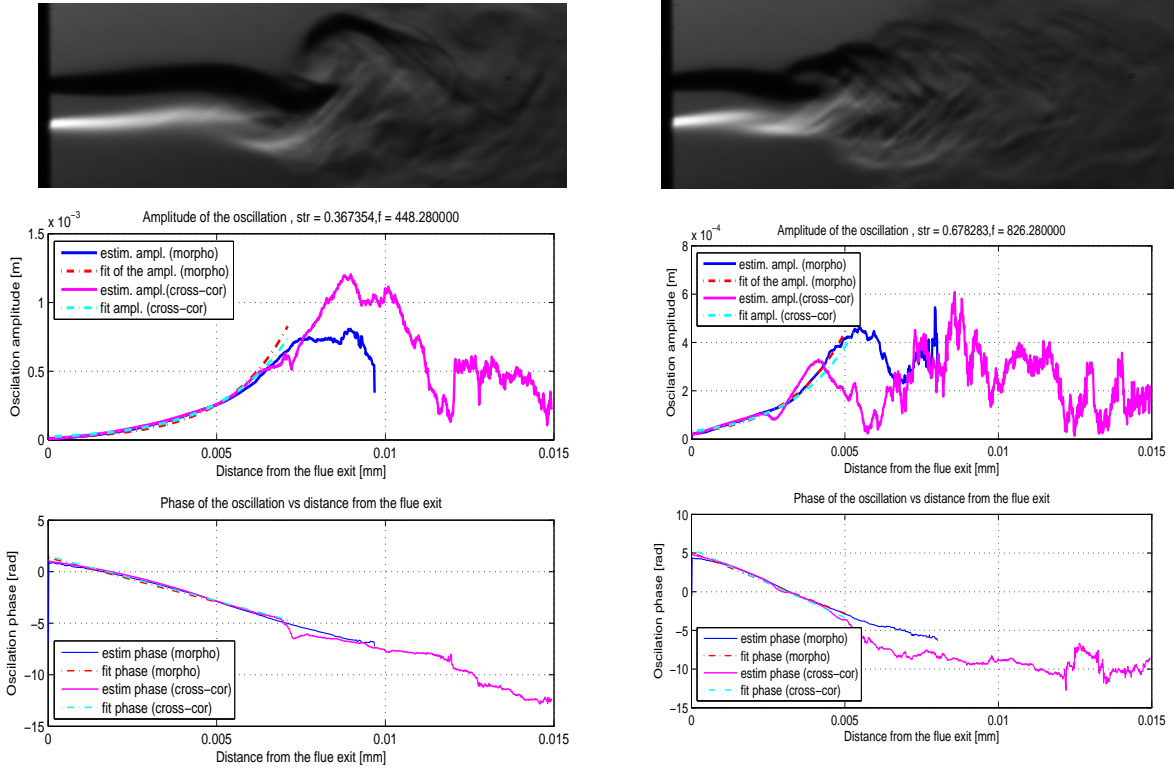 Amplitude of the oscillation , str = 0.367354,f = 448.280000
x 10⁻³
1.5
1
0.5
0
Oscilation amplitude [m]
estim. ampl. (morpho)
fit of the ampl. (morpho)
estim. ampl.(cross−cor)
fit ampl. (cross−cor)
0 0.005 0.01 0.015
Distance from the flue exit [mm]
Phase of the oscillation vs distance from the flue exit
5
0
−5
−10
−15
Oscilation phase [rad]
estim phase (morpho)
fit phase (morpho)
estim phase (cross−cor)
fit phase (cross−cor)
0 0.005 0.01 0.015
Distance from the flue exit [mm]
Amplitude of the oscillation , str = 0.678283,f = 826.280000
x 10⁻⁴
8
6
4
2
0
Oscilation amplitude [m]
estim. ampl. (morpho)
fit of the ampl. (morpho)
estim. ampl.(cross−cor)
fit ampl. (cross−cor)
0 0.005 0.01 0.015
Distance from the flue exit [mm]
Phase of the oscillation vs distance from the flue exit
10
5
0
−5
−10
−15
Oscilation phase [rad]
estim phase (morpho)
fit phase (morpho)
estim phase (cross−cor)
fit phase (cross−cor)
0 0.005 0.01 0.015
Distance from the flue exit [mm]